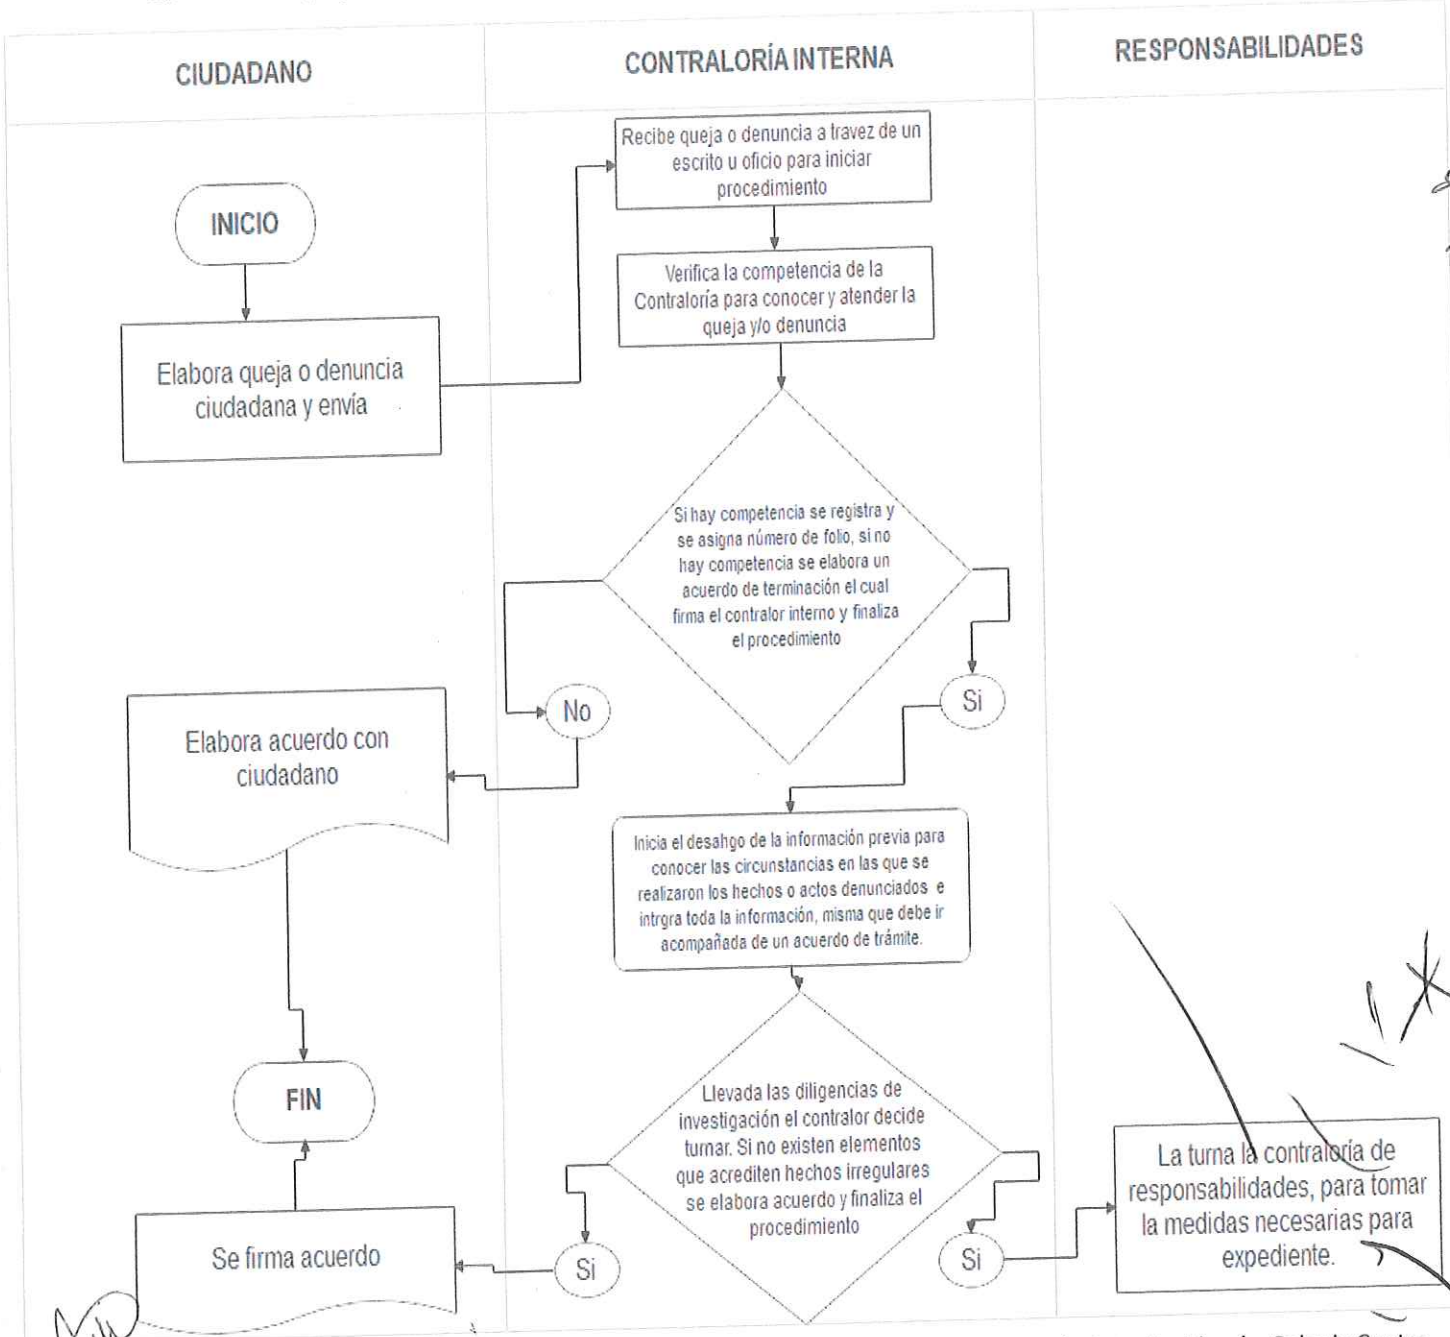 CIUDADANO
CONTRALORÍA INTERNA
RESPONSABILIDADES
INICIO
Elabora queja o denuncia
ciudadana y envía
Recibe queja o denuncia a travez de un
escrito u oficio para iniciar
procedimiento
Verifica la competencia de la
Contraloría para conocer y atender la
queja y/o denuncia
Si hay competencia se registra y
se asigna número de folio, si no
hay competencia se elabora un
acuerdo de terminación el cual
firma el contralor interno y finaliza
el procedimiento
No
Si
Elabora acuerdo con
ciudadano
Inicia el desahgo de la información previa para
conocer las circunstancias en las que se
realizaron los hechos o actos denunciados e
intrgra toda la información, misma que debe ir
acompañada de un acuerdo de trámite.
Llevada las diligencias de
investigación el contralor decide
turnar. Si no existen elementos
que acrediten hechos irregulares
se elabora acuerdo y finaliza el
procedimiento
Si
Si
La turna la contraloría de
responsabilidades, para tomar
la medidas necesarias para
expediente.
Se firma acuerdo
FIN